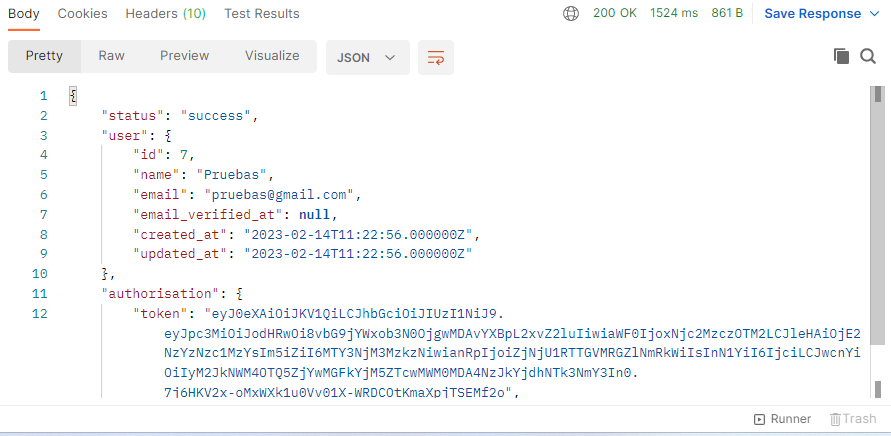 Body Cookies Headers (10) Test Results 200 OK 1524 ms 861 B Save Response
Pretty Raw Preview Visualize JSON
1 {
2 "status": "success",
3 "user": {
4 "id": 7,
5 "name": "Pruebas",
6 "email": "pruebas@gmail.com",
7 "email_verified_at": null,
8 "created_at": "2023-02-14T11:22:56.000000Z",
9 "updated_at": "2023-02-14T11:22:56.000000Z"
10 },
11 "authorisation": {
12 "token": "eyJ0eXAiOiJKV1QiLCJhbGciOiJIUzI1NiJ9.
eyJpc3MiOiJodHRwOi8vbG9jYWxob3N0OjgwMDAvYXBpL2xvZ2luIiwiaWF0IjoxNjc2MzczOTM2LCJleHAiOjE2
NzYzNzc1MzYsIm5iZiI6MTY3NjM3MzkzNiwianRpIjoiZjNjU1RTTGVMRGZlNmRkWiIsInN1YiI6IjciLCJwcnYi
OiIyM2JkNWM4OTQ5ZjYwMGFkYjM5ZTcwMWM0MDA4NzJkYjdhNTk3NmY3In0.
7j6HKV2x-oMxWXk1u0Vv01X-WRDCOtKmaXpjTSEMf2o",
Runner Trash